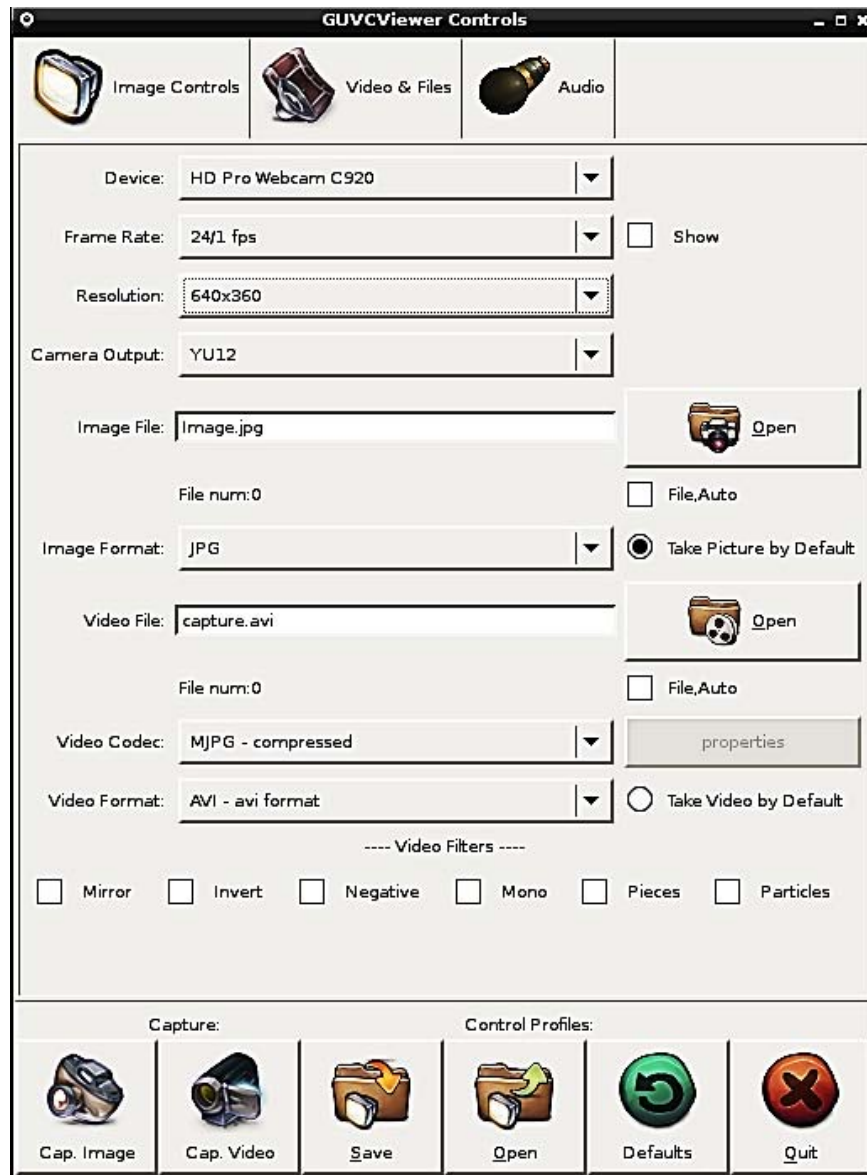 GUVCViewer Controls
Image Controls
Video & Files
Audio
Device: HD Pro Webcam C920
Frame Rate: 24/1 fps Show
Resolution: 640x360
Camera Output: YU12
Image File: Image.jpg Open
File num:0 File,Auto
Image Format: JPG Take Picture by Default
Video File: capture.avi Open
File num:0 File,Auto
Video Codec: MJPG - compressed properties
Video Format: AVI - avi format Take Video by Default
---- Video Filters ----
Mirror Invert Negative Mono Pieces Particles
Capture: Control Profiles:
Cap. Image Cap. Video Save Open Defaults Quit